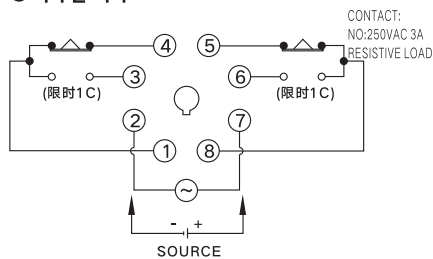 CONTACT:
NO:250VAC 3A
RESISTIVE LOAD
4
5
3
6
(限时1C)
(限时1C)
2
7
1
8
~
- +
SOURCE